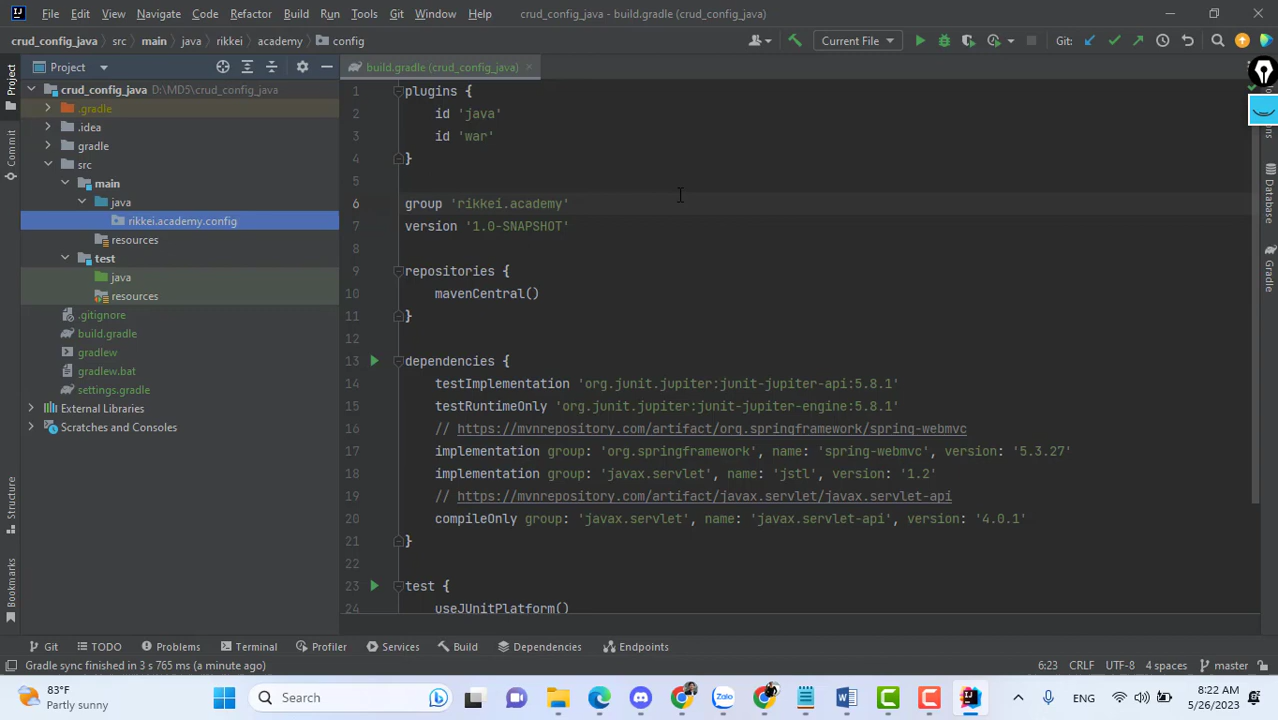 File Edit View Navigate Code Refactor Build Run Tools Git Window Help crud_config_java - build.gradle (crud_config_java)
crud_config_java src main java rikkei academy config Current File Git:
Project
build.gradle (crud_config_java)
crud_config_java D:\MD5\crud_config_java
.gradle
.idea
gradle
src
main
java
rikkei.academy.config
resources
test
java
resources
.gitignore
build.gradle
gradlew
gradlew.bat
settings.gradle
External Libraries
Scratches and Consoles
Project
Commit
Structure
Bookmarks
1 plugins {
2 id 'java'
3 id 'war'
4 }
5
6 group 'rikkei.academy'
7 version '1.0-SNAPSHOT'
8
9 repositories {
10 mavenCentral()
11 }
12
13 dependencies {
14 testImplementation 'org.junit.jupiter:junit-jupiter-api:5.8.1'
15 testRuntimeOnly 'org.junit.jupiter:junit-jupiter-engine:5.8.1'
16 // https://mvnrepository.com/artifact/org.springframework/spring-webmvc
17 implementation group: 'org.springframework', name: 'spring-webmvc', version: '5.3.27'
18 implementation group: 'javax.servlet', name: 'jstl', version: '1.2'
19 // https://mvnrepository.com/artifact/javax.servlet/javax.servlet-api
20 compileOnly group: 'javax.servlet', name: 'javax.servlet-api', version: '4.0.1'
21 }
22
23 test {
24 useJUnitPlatform()
Database
Gradle
Git TODO Problems Terminal Profiler Services Build Dependencies Endpoints
Gradle sync finished in 3 s 765 ms (a minute ago) 6:23 CRLF UTF-8 4 spaces master
83°F
Partly sunny
Search
Zalo
ENG
8:22 AM
5/26/2023